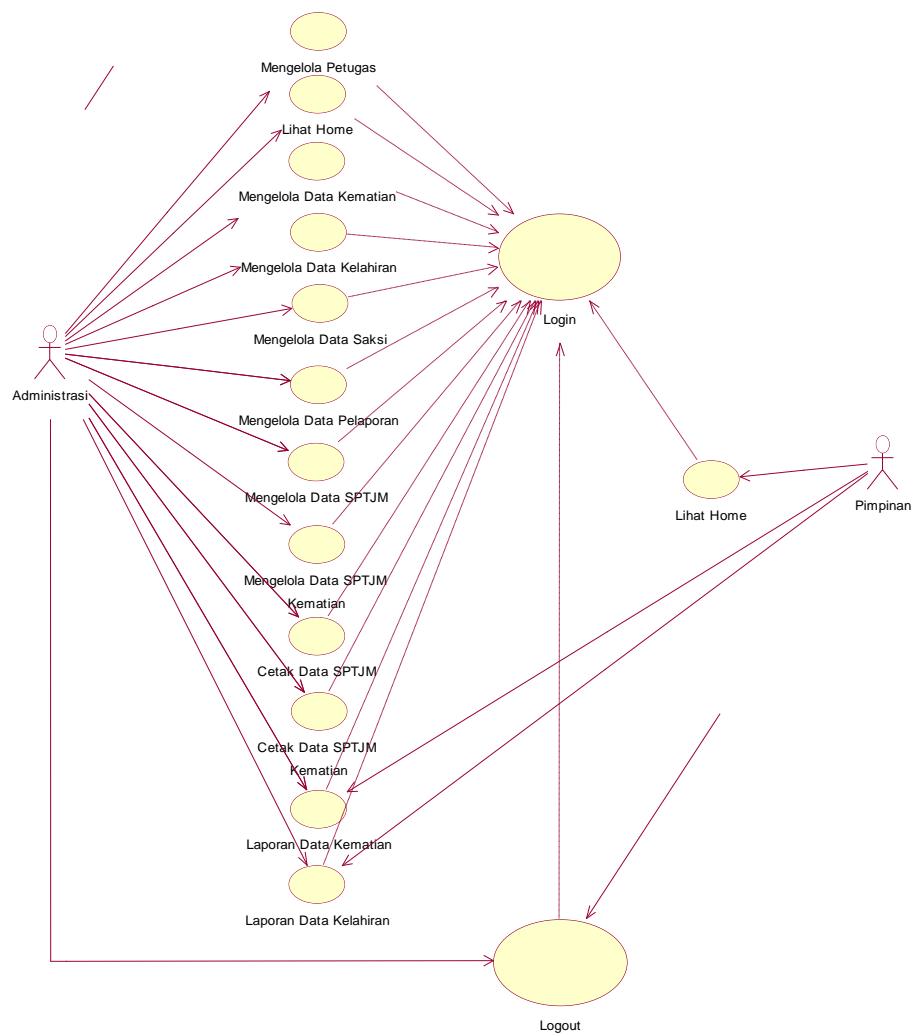 Mengelola Petugas
Lihat Home
Mengelola Data Kematian
Mengelola Data Kelahiran
Login
Mengelola Data Saksi
Administrasi
Mengelola Data Pelaporan
Mengelola Data SPTJM
Lihat Home
Pimpinan
Mengelola Data SPTJM
Kematian
Cetak Data SPTJM
Cetak Data SPTJM
Kematian
Laporan Data Kematian
Laporan Data Kelahiran
Logout